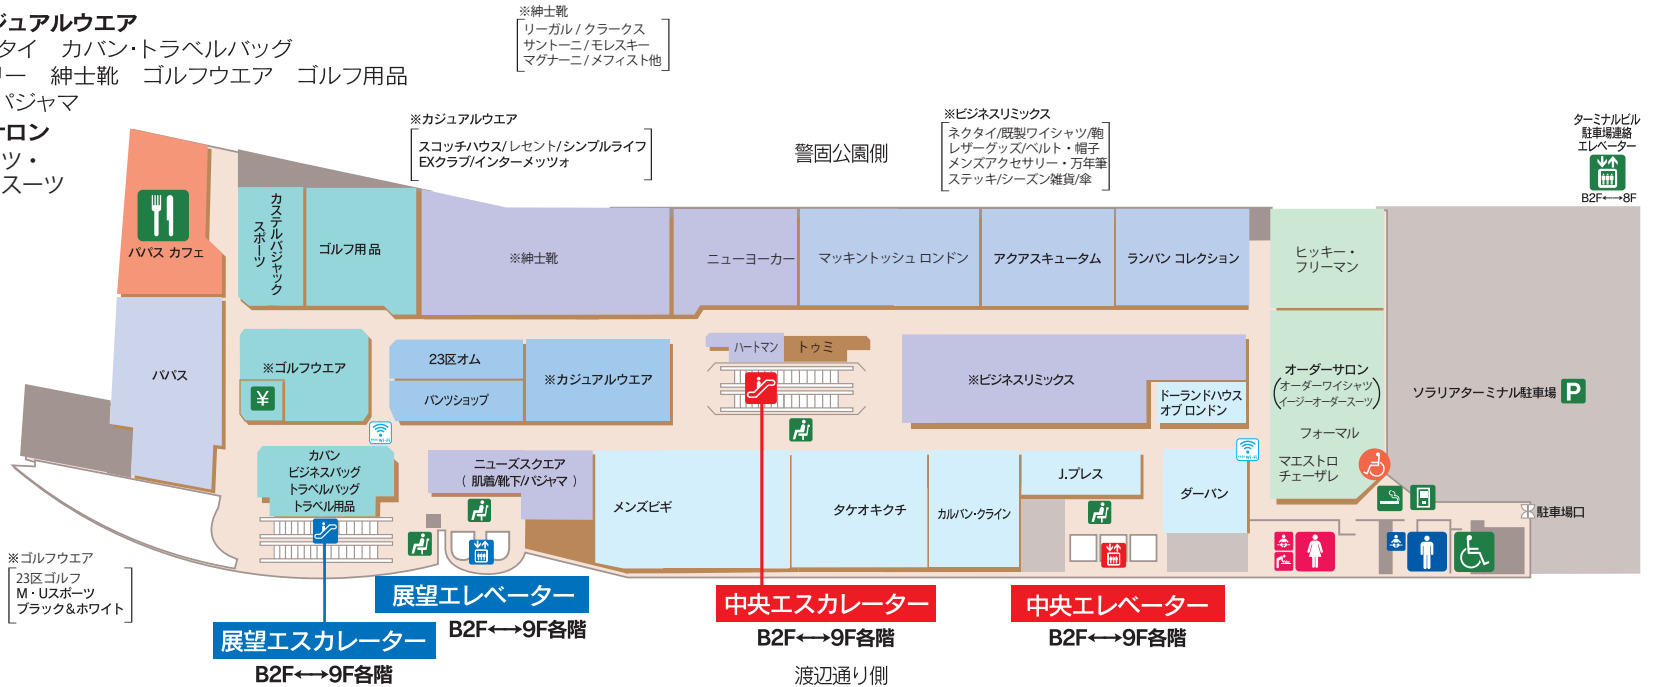 ジュアルウエア
タイ　カバン・トラベルバッグ
リー　紳士靴　ゴルフウエア　ゴルフ用品
パジャマ
ナロン
ツ・
スーツ
※紳士靴
リーガル / クラークス
サントーニ / モレスキー
マグナーニ / メフィスト他
※カジュアルウエア
スコッチハウス/ レセント/ シンプルライフ
EXクラブ/インターメッツォ
警固公園側
※ビジネスリミックス
ネクタイ/既製ワイシャツ/鞄
レザーグッズ/ベルト・帽子
メンズアクセサリー・万年筆
ステッキ/シーズン雑貨/傘
ターミナルビル
駐車場連絡
エレベーター
B2F⟷8F
パパス カフェ
カステルバジャック
スポーツ
ゴルフ用品
※紳士靴
ニューヨーカー
マッキントッシュ ロンドン
アクアスキュータム
ランバン コレクション
ヒッキー・
フリーマン
パパス
※ゴルフウエア
¥
23区オム
パンツショップ
※カジュアルウエア
ハートマン
トゥミ
※ビジネスリミックス
ドーランドハウス
オブ ロンドン
オーダーサロン
(オーダーワイシャツ
イージーオーダースーツ)
フォーマル
マエストロ
チェーザレ
ソラリアターミナル駐車場 P
カバン
ビジネスバッグ
トラベルバッグ
トラベル用品
ニューズスクエア
( 肌着/靴下/パジャマ )
メンズビギ
タケオキクチ
カルバン・クライン
J.プレス
ダーバン
駐車場口
※ゴルフウエア
23区ゴルフ
M・Uスポーツ
ブラック&ホワイト
展望エスカレーター
B2F⟷9F各階
展望エレベーター
B2F⟷9F各階
中央エスカレーター
B2F⟷9F各階
中央エレベーター
B2F⟷9F各階
渡辺通り側